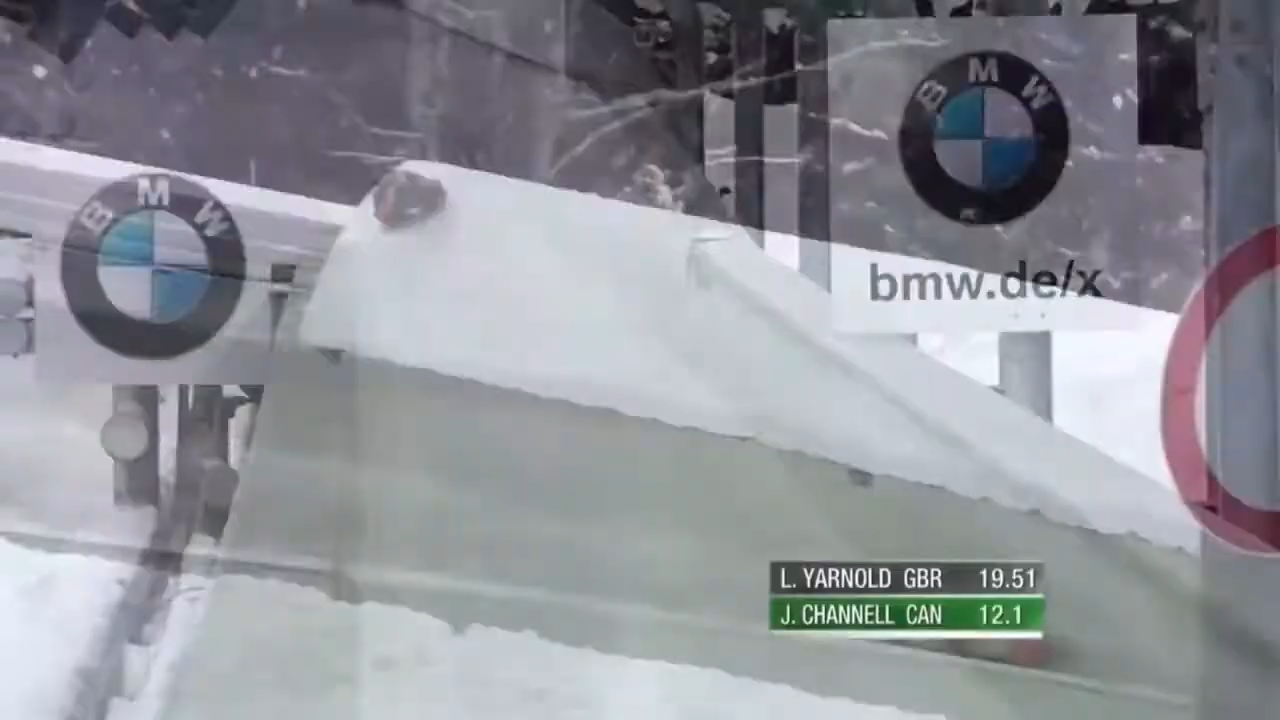 BMW
bmw.de/x
BMW
L. YARNOLD GBR 19.51
J. CHANNELL CAN 12.1